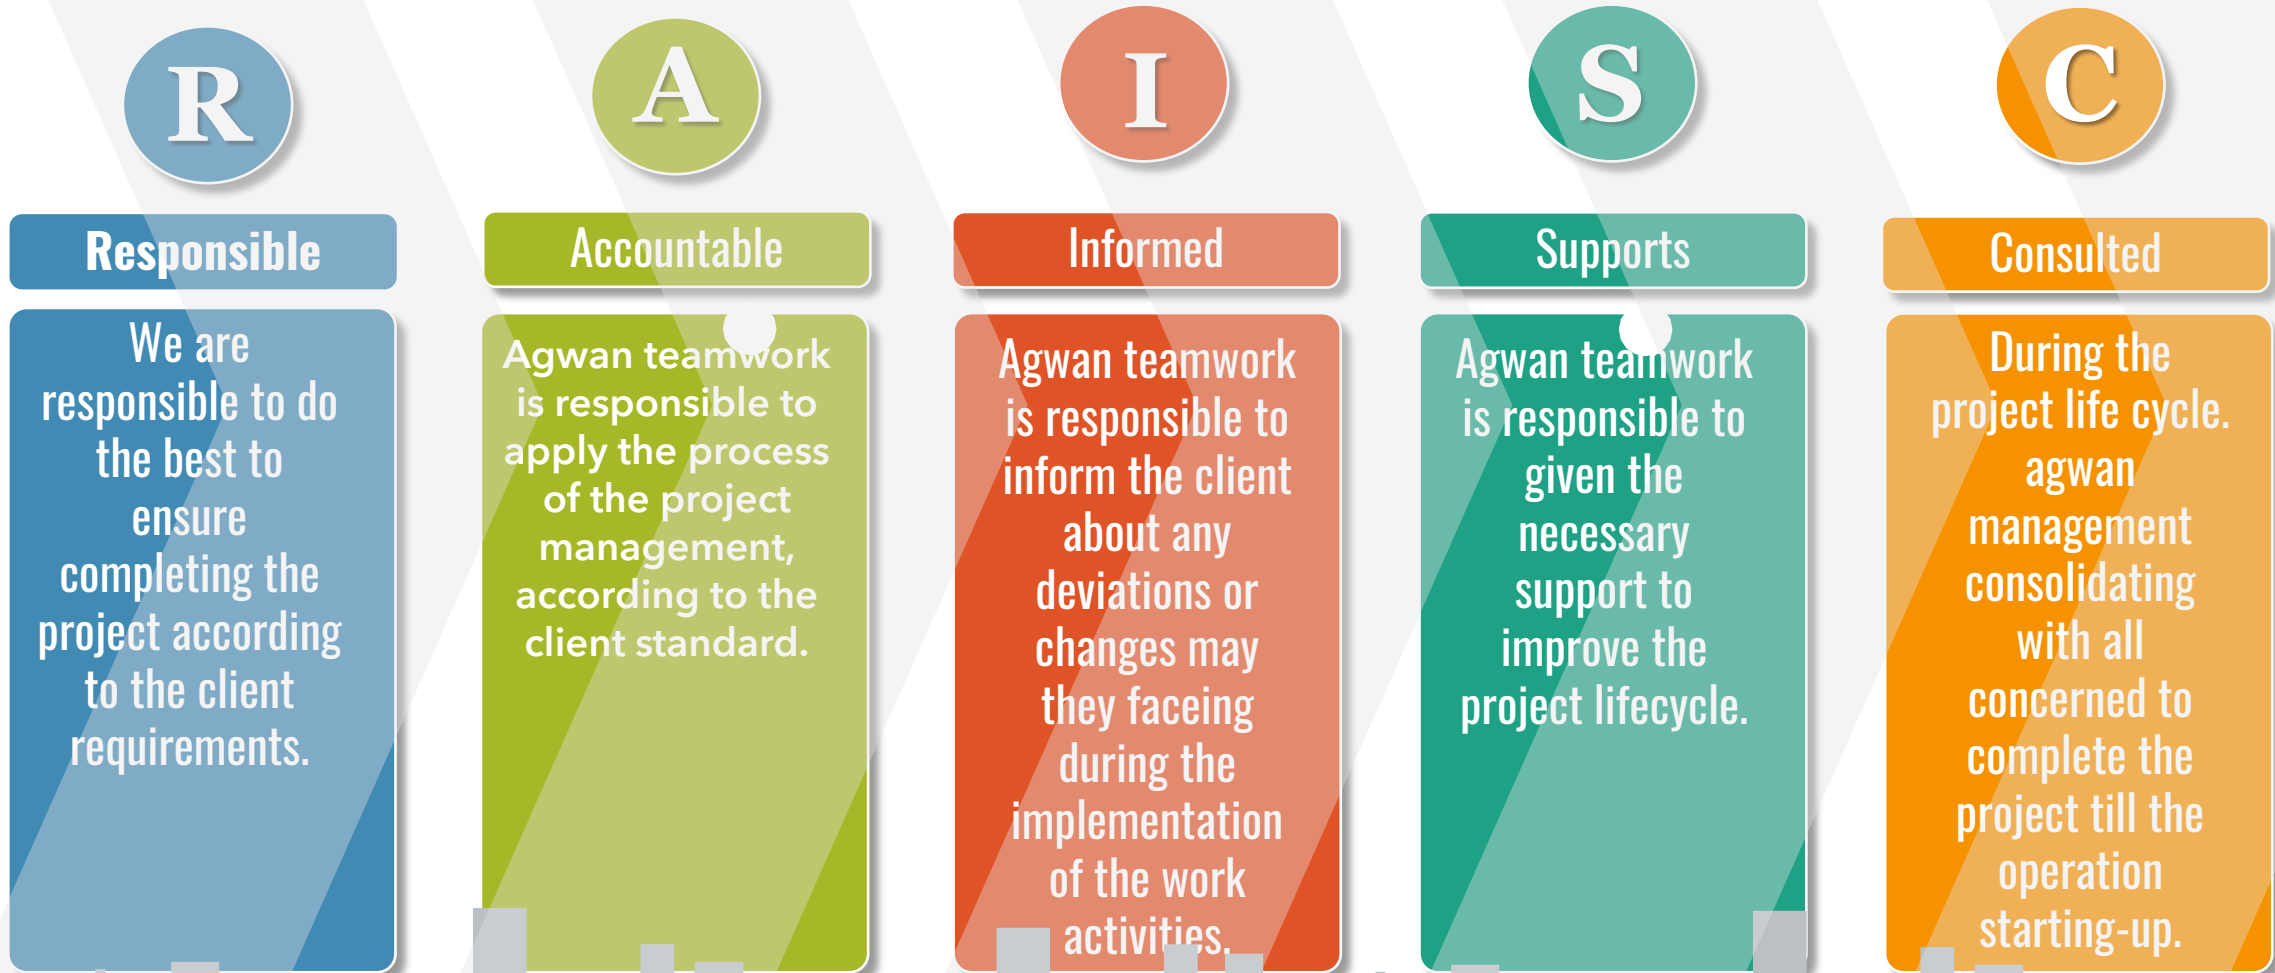 R
Responsible
We are
responsible to do
the best to
ensure
completing the
project according
to the client
requirements.
A
Accountable
Agwan teamwork
is responsible to
apply the process
of the project
management,
according to the
client standard.
I
Informed
Agwan teamwork
is responsible to
inform the client
about any
deviations or
changes may
they faceing
during the
implementation
of the work
activities.
S
Supports
Agwan teamwork
is responsible to
given the
necessary
support to
improve the
project lifecycle.
C
Consulted
During the
project life cycle.
agwan
management
consolidating
with all
concerned to
complete the
project till the
operation
starting-up.